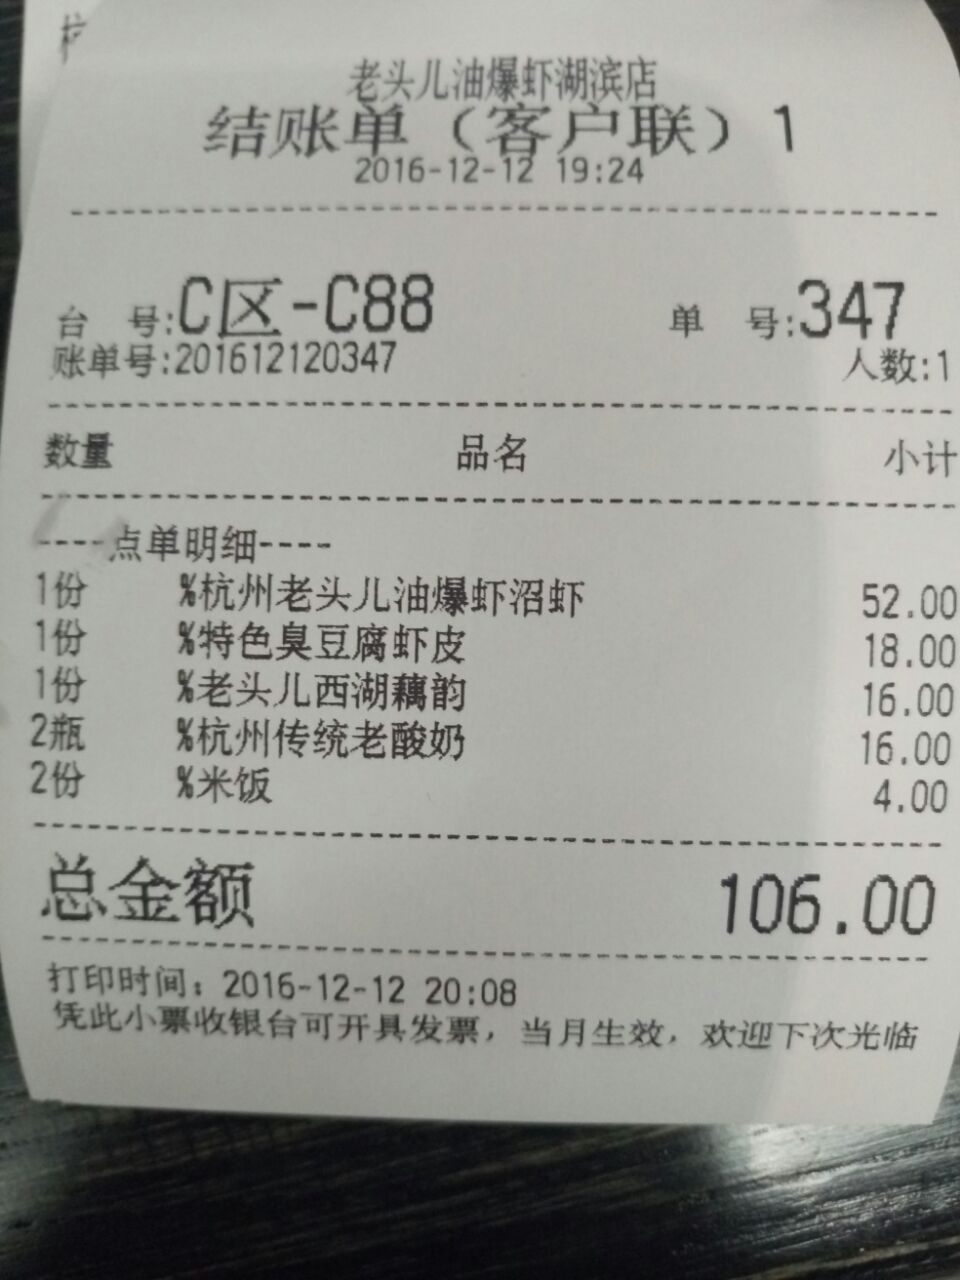 老头儿油爆虾湖滨店
结账单（客户联）1
2016-12-12 19:24
台 号:C区-C88 单 号:347
账单号:201612120347 人数:1
数量 品名 小计
----点单明细----
1份 %杭州老头儿油爆虾沼虾 52.00
1份 %特色臭豆腐虾皮 18.00
1份 %老头儿西湖藕韵 16.00
2瓶 %杭州传统老酸奶 16.00
2份 %米饭 4.00
总金额 106.00
打印时间：2016-12-12 20:08
凭此小票收银台可开具发票，当月生效，欢迎下次光临